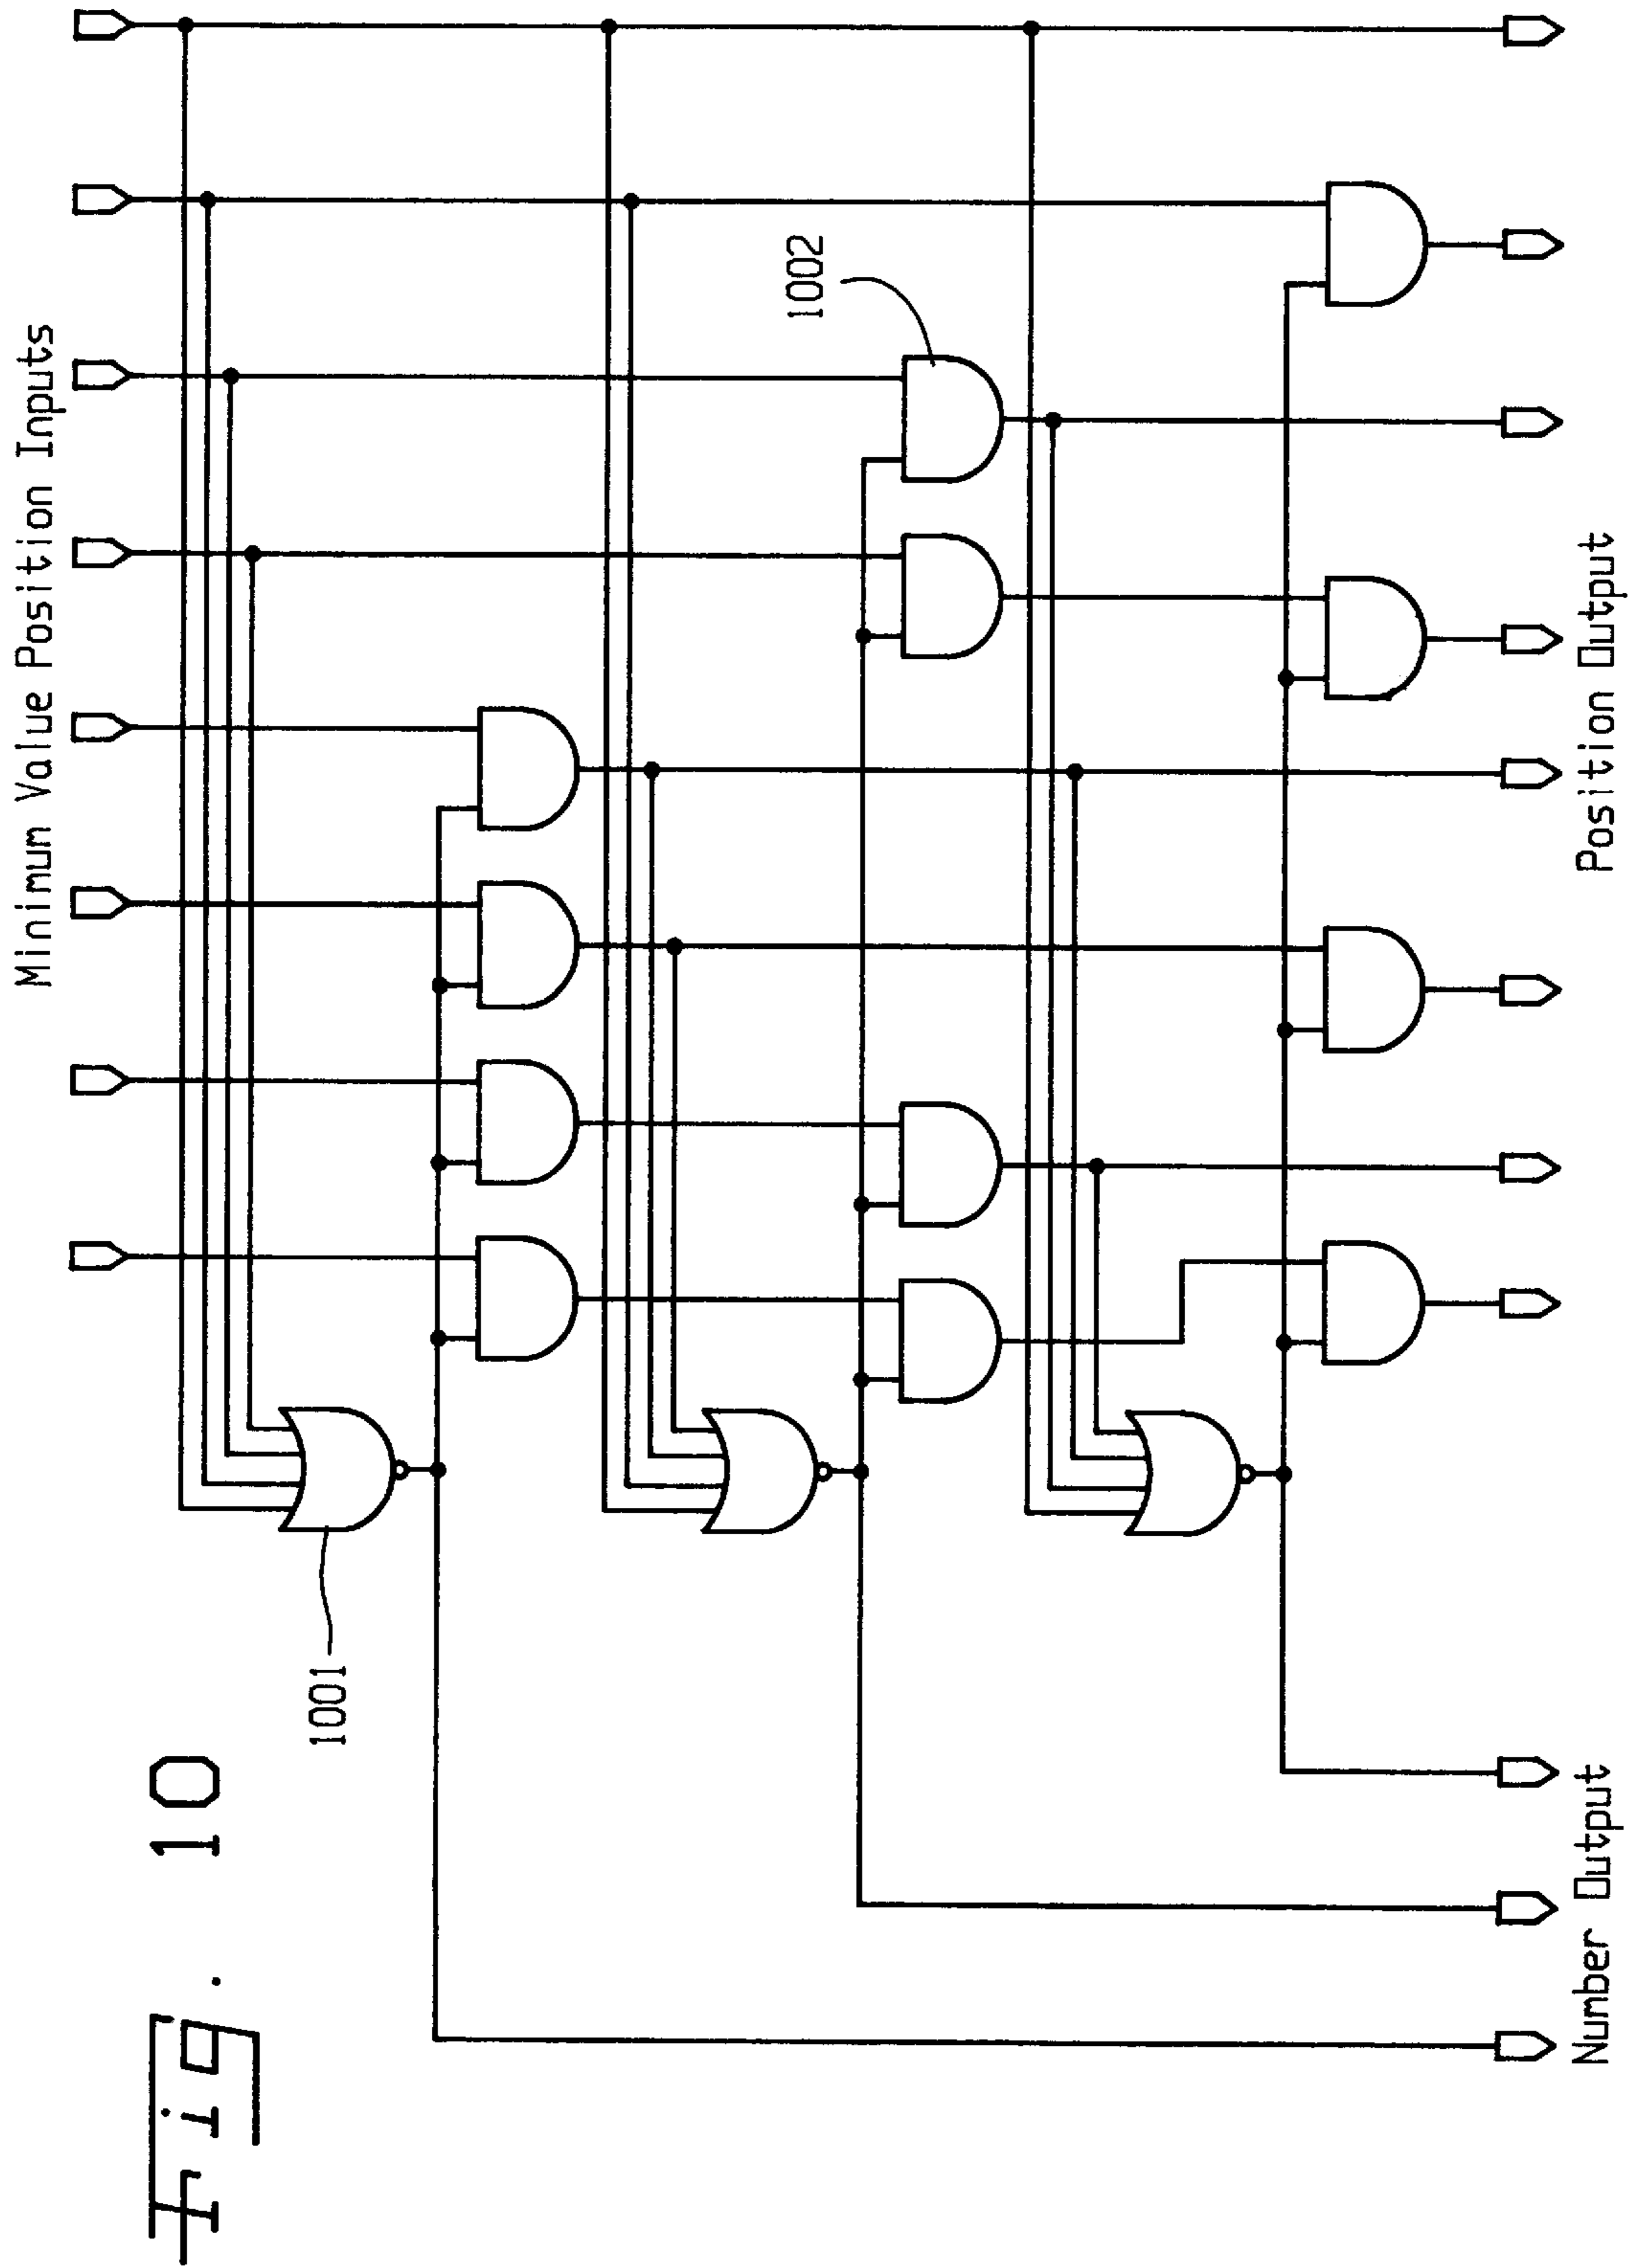 Fig. 10
Minimum Value Position Inputs
1001
1002
Number Output
Position Output